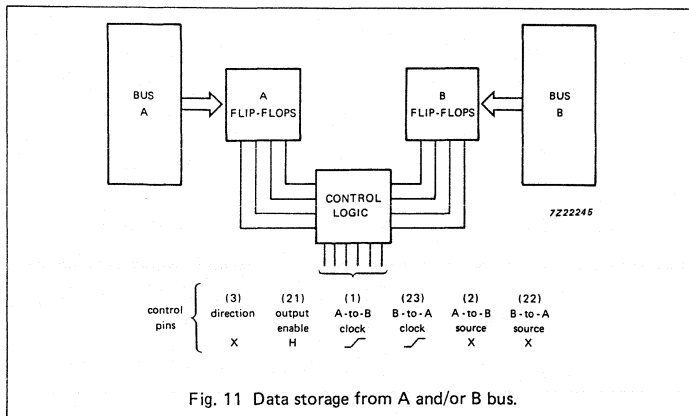 BUS
A
A
FLIP-FLOPS
B
FLIP-FLOPS
BUS
B
CONTROL
LOGIC
7Z22245
control
pins
(3) (21) (1) (23) (2) (22)
direction output A-to-B B-to-A A-to-B B-to-A
enable clock clock source source
X H X X
Fig. 11 Data storage from A and/or B bus.